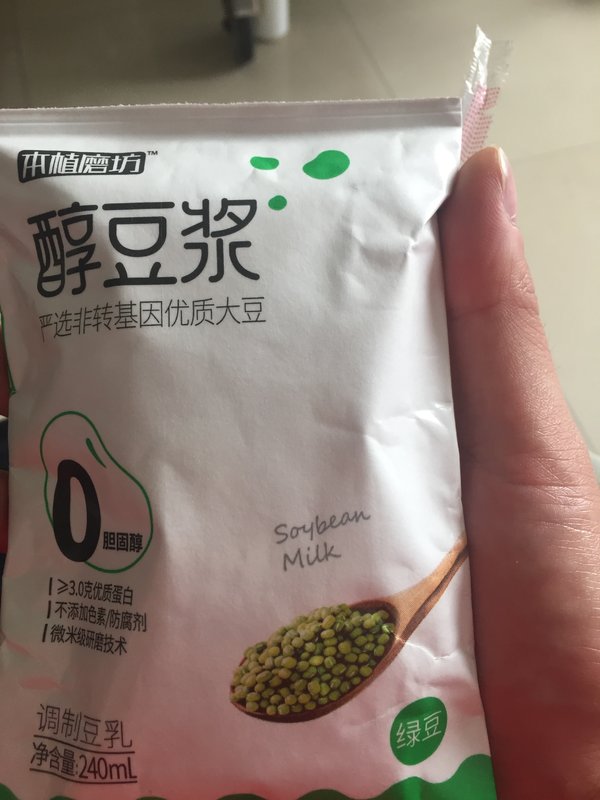 本植磨坊™
醇豆浆
严选非转基因优质大豆
0胆固醇
≥3.0克优质蛋白
不添加色素/防腐剂
微米级研磨技术
Soybean
Milk
绿豆
调制豆乳
净含量:240mL